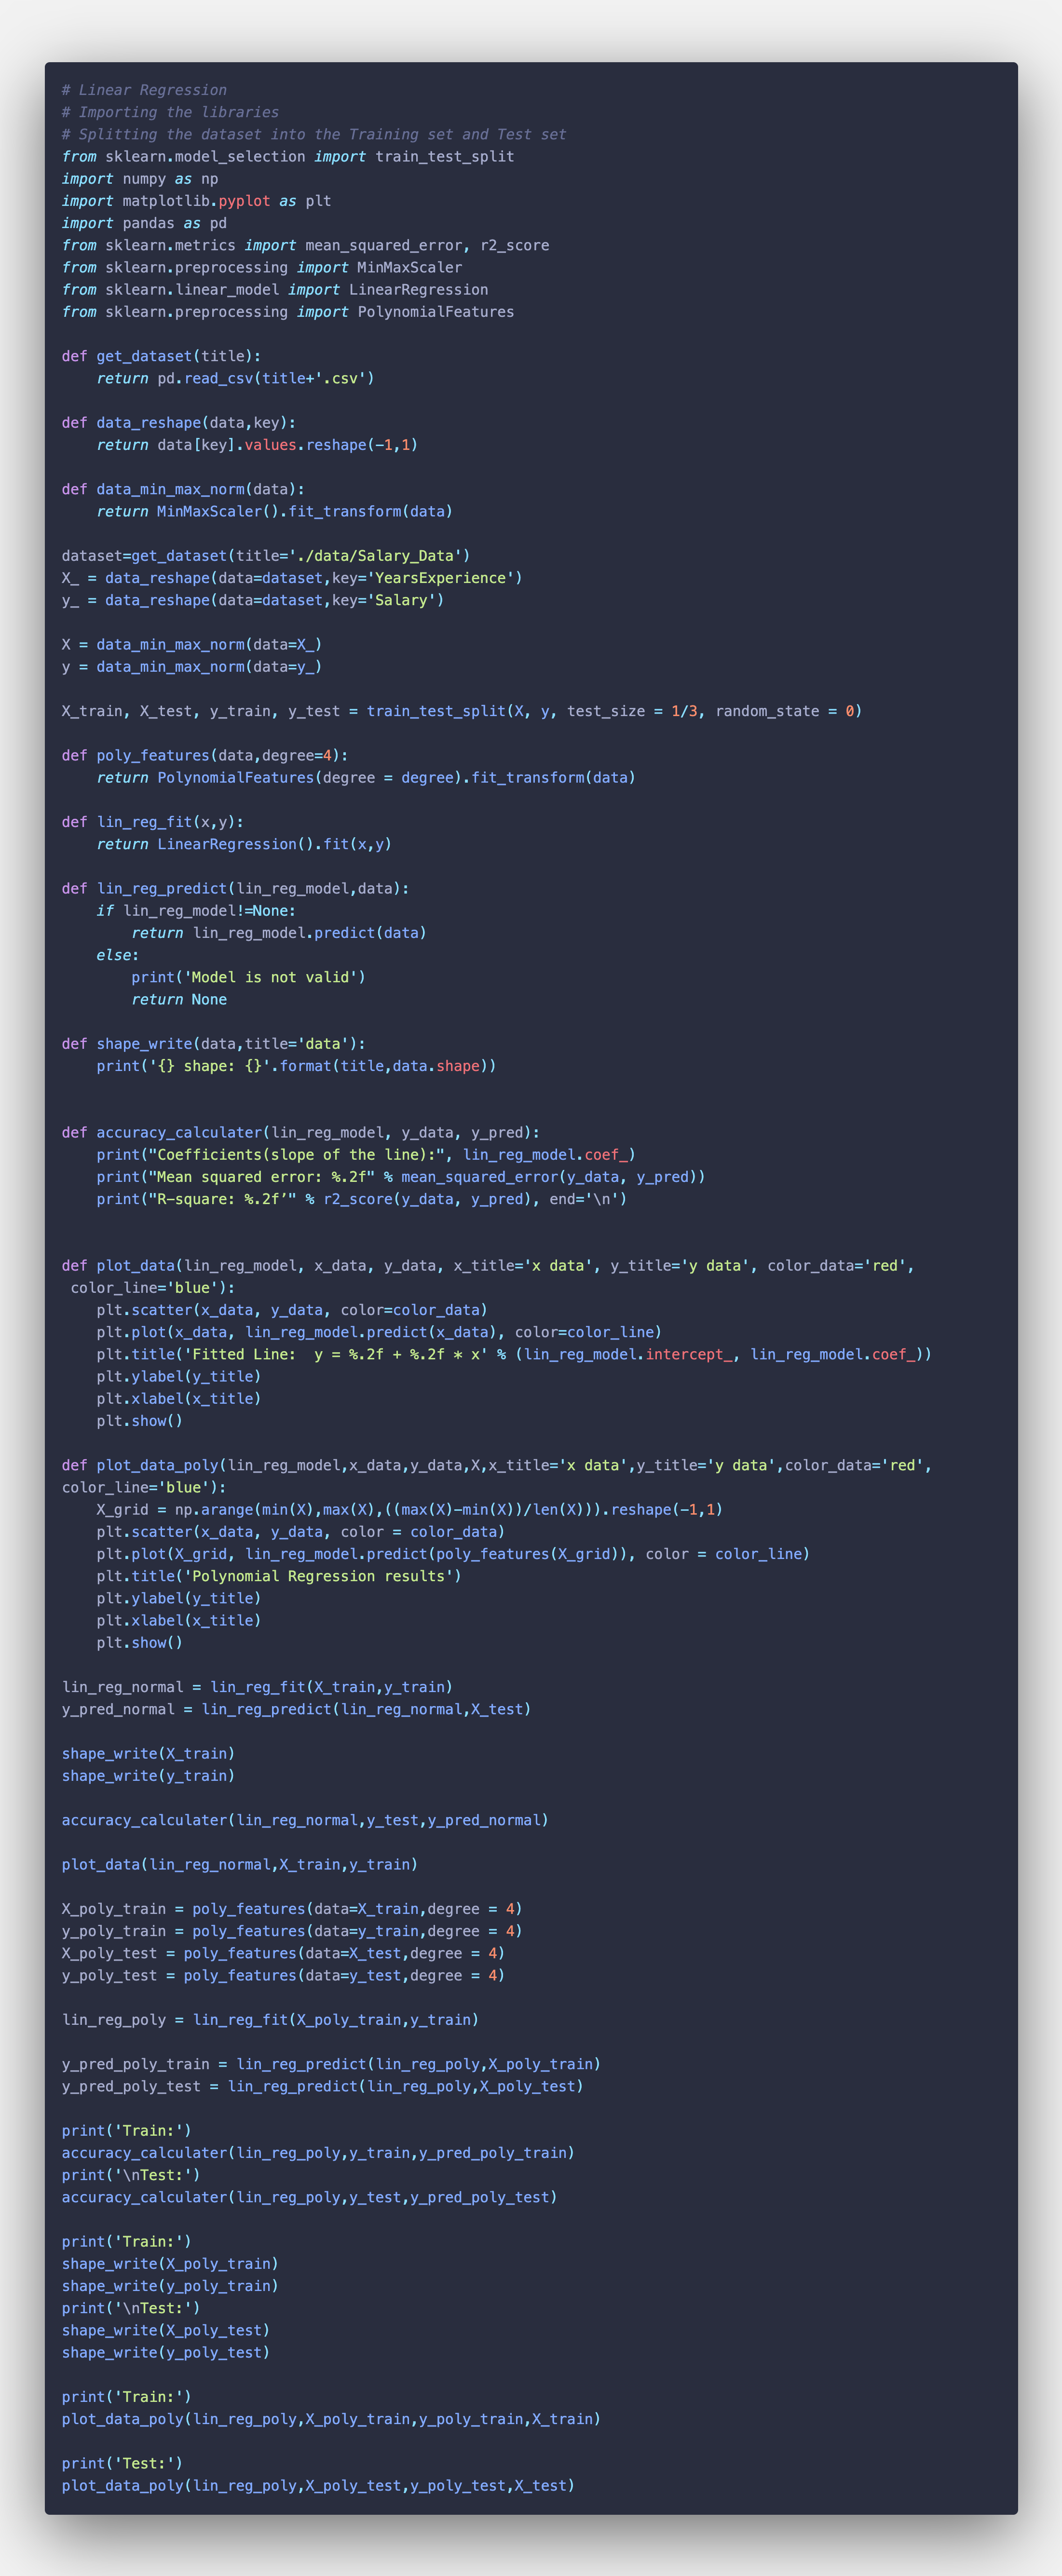 # Linear Regression
# Importing the libraries
# Splitting the dataset into the Training set and Test set
from sklearn.model_selection import train_test_split
import numpy as np
import matplotlib.pyplot as plt
import pandas as pd
from sklearn.metrics import mean_squared_error, r2_score
from sklearn.preprocessing import MinMaxScaler
from sklearn.linear_model import LinearRegression
from sklearn.preprocessing import PolynomialFeatures

def get_dataset(title):
    return pd.read_csv(title+'.csv')

def data_reshape(data,key):
    return data[key].values.reshape(-1,1)

def data_min_max_norm(data):
    return MinMaxScaler().fit_transform(data)

dataset=get_dataset(title='./data/Salary_Data')
X_ = data_reshape(data=dataset,key='YearsExperience')
y_ = data_reshape(data=dataset,key='Salary')

X = data_min_max_norm(data=X_)
y = data_min_max_norm(data=y_)

X_train, X_test, y_train, y_test = train_test_split(X, y, test_size = 1/3, random_state = 0)

def poly_features(data,degree=4):
    return PolynomialFeatures(degree = degree).fit_transform(data)

def lin_reg_fit(x,y):
    return LinearRegression().fit(x,y)

def lin_reg_predict(lin_reg_model,data):
    if lin_reg_model!=None:
        return lin_reg_model.predict(data)
    else:
        print('Model is not valid')
        return None

def shape_write(data,title='data'):
    print('{} shape: {}'.format(title,data.shape))


def accuracy_calculater(lin_reg_model, y_data, y_pred):
    print("Coefficients(slope of the line):", lin_reg_model.coef_)
    print("Mean squared error: %.2f" % mean_squared_error(y_data, y_pred))
    print("R-square: %.2f’" % r2_score(y_data, y_pred), end='\n')


def plot_data(lin_reg_model, x_data, y_data, x_title='x data', y_title='y data', color_data='red',
 color_line='blue'):
    plt.scatter(x_data, y_data, color=color_data)
    plt.plot(x_data, lin_reg_model.predict(x_data), color=color_line)
    plt.title('Fitted Line:  y = %.2f + %.2f * x' % (lin_reg_model.intercept_, lin_reg_model.coef_))
    plt.ylabel(y_title)
    plt.xlabel(x_title)
    plt.show()

def plot_data_poly(lin_reg_model,x_data,y_data,X,x_title='x data',y_title='y data',color_data='red',
color_line='blue'):
    X_grid = np.arange(min(X),max(X),((max(X)-min(X))/len(X))).reshape(-1,1)
    plt.scatter(x_data, y_data, color = color_data)
    plt.plot(X_grid, lin_reg_model.predict(poly_features(X_grid)), color = color_line)
    plt.title('Polynomial Regression results')
    plt.ylabel(y_title)
    plt.xlabel(x_title)
    plt.show()

lin_reg_normal = lin_reg_fit(X_train,y_train)
y_pred_normal = lin_reg_predict(lin_reg_normal,X_test)

shape_write(X_train)
shape_write(y_train)

accuracy_calculater(lin_reg_normal,y_test,y_pred_normal)

plot_data(lin_reg_normal,X_train,y_train)

X_poly_train = poly_features(data=X_train,degree = 4)
y_poly_train = poly_features(data=y_train,degree = 4)
X_poly_test = poly_features(data=X_test,degree = 4)
y_poly_test = poly_features(data=y_test,degree = 4)

lin_reg_poly = lin_reg_fit(X_poly_train,y_train)

y_pred_poly_train = lin_reg_predict(lin_reg_poly,X_poly_train)
y_pred_poly_test = lin_reg_predict(lin_reg_poly,X_poly_test)

print('Train:')
accuracy_calculater(lin_reg_poly,y_train,y_pred_poly_train)
print('\nTest:')
accuracy_calculater(lin_reg_poly,y_test,y_pred_poly_test)

print('Train:')
shape_write(X_poly_train)
shape_write(y_poly_train)
print('\nTest:')
shape_write(X_poly_test)
shape_write(y_poly_test)

print('Train:')
plot_data_poly(lin_reg_poly,X_poly_train,y_poly_train,X_train)

print('Test:')
plot_data_poly(lin_reg_poly,X_poly_test,y_poly_test,X_test)